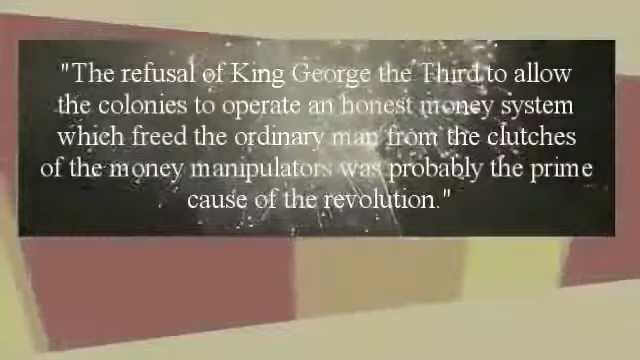 "The refusal of King George the Third to allow
the colonies to operate an honest money system
which freed the ordinary man from the clutches
of the money manipulators was probably the prime
cause of the revolution."